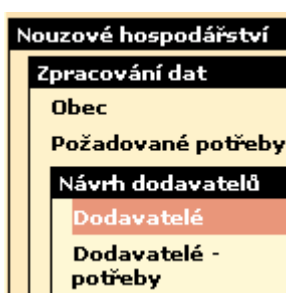 Nouzové hospodářství
Zpracování dat
Obec
Požadované potřeby
Návrh dodavatelů
Dodavatelé
Dodavatelé -
potřeby